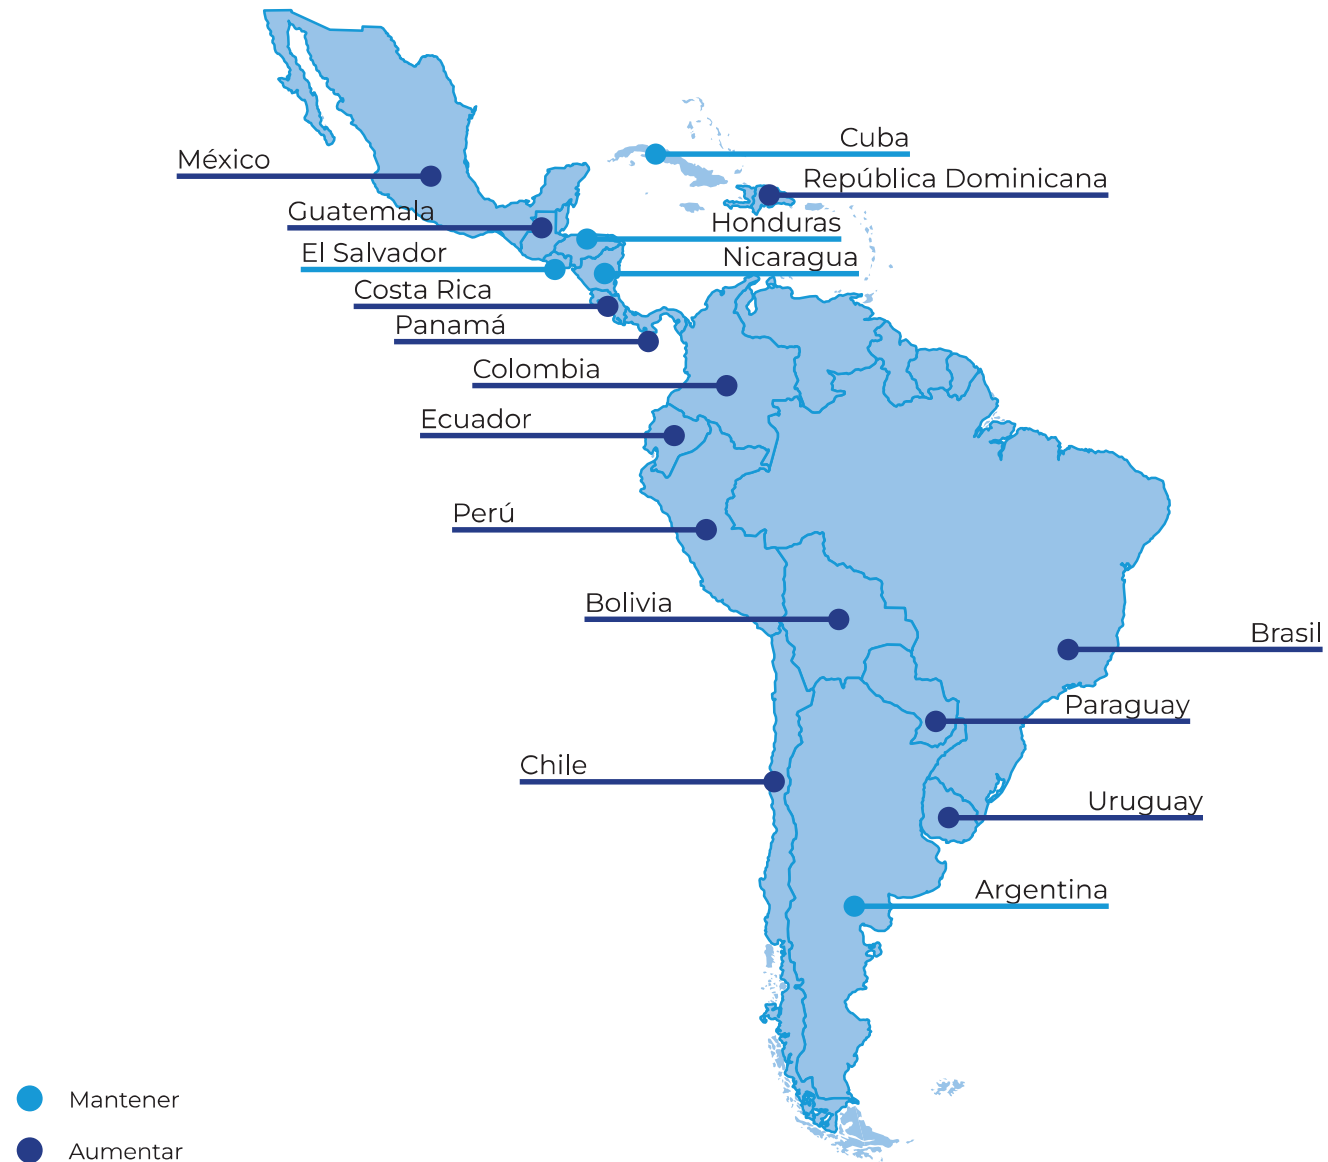 Cuba
México
República Dominicana
Guatemala
Honduras
El Salvador
Nicaragua
Costa Rica
Panamá
Colombia
Ecuador
Perú
Bolivia
Brasil
Paraguay
Chile
Uruguay
Argentina
Mantener
Aumentar